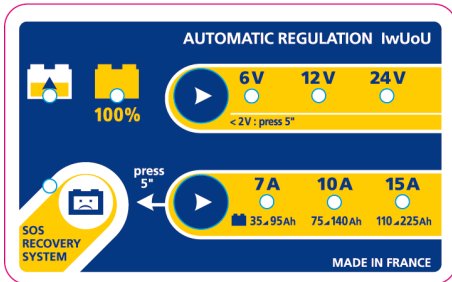 AUTOMATIC REGULATION IwUoU
6V 12V 24V
100%
< 2V : press 5"
press
5"
7A 10A 15A
35⊿95Ah 75⊿140Ah 110⊿225Ah
SOS
RECOVERY
SYSTEM
MADE IN FRANCE